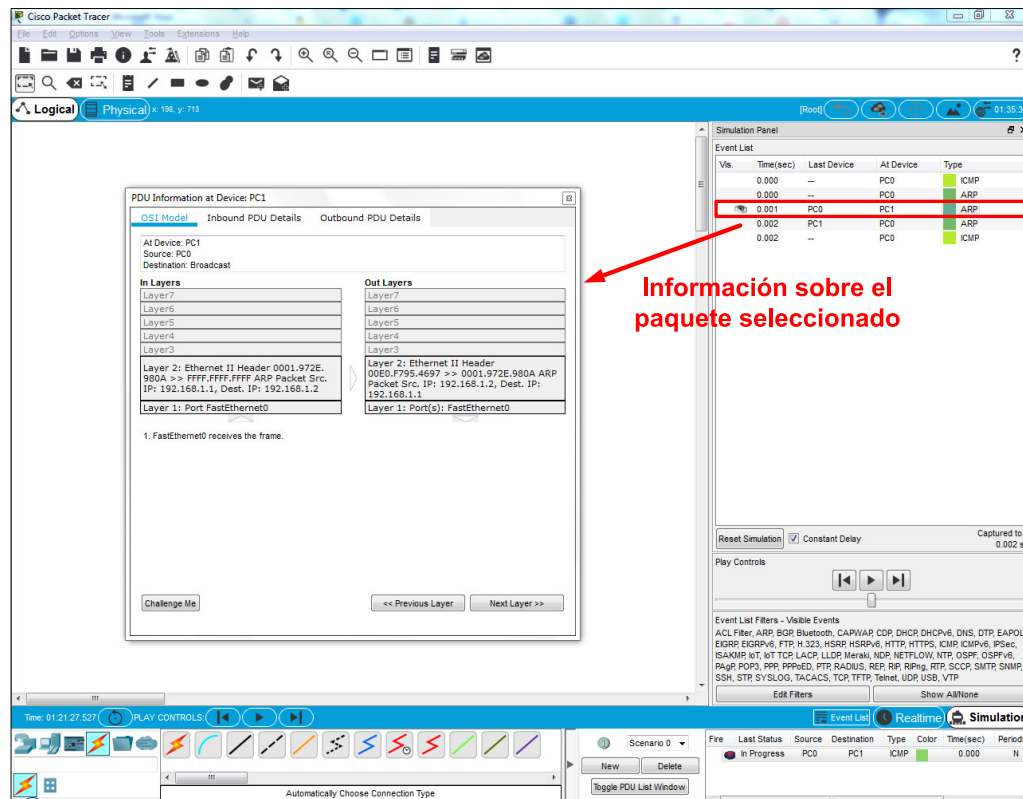 Cisco Packet Tracer
File Edit Options View Tools Extensions Help
?
Logical Physical x: 198, y: 713 [Root] 01:35:3
Simulation Panel
Event List
Vis. Time(sec) Last Device At Device Type
0.000 -- PC0 ICMP
0.000 -- PC0 ARP
0.001 PC0 PC1 ARP
0.002 PC1 PC0 ARP
0.002 -- PC0 ICMP
PDU Information at Device: PC1
OSI Model Inbound PDU Details Outbound PDU Details
At Device: PC1
Source: PC0
Destination: Broadcast
In Layers
Layer7
Layer6
Layer5
Layer4
Layer3
Layer 2: Ethernet II Header 0001.972E.
980A >> FFFF.FFFF.FFFF ARP Packet Src.
IP: 192.168.1.1, Dest. IP: 192.168.1.2
Layer 1: Port FastEthernet0
Out Layers
Layer7
Layer6
Layer5
Layer4
Layer3
Layer 2: Ethernet II Header
00E0.F795.4697 >> 0001.972E.980A ARP
Packet Src. IP: 192.168.1.2, Dest. IP:
192.168.1.1
Layer 1: Port(s): FastEthernet0
1. FastEthernet0 receives the frame.
Challenge Me << Previous Layer Next Layer >>
Información sobre el
paquete seleccionado
Reset Simulation Constant Delay Captured to
0.002 s
Play Controls
Event List Filters - Visible Events
ACL Filter, ARP, BGP, Bluetooth, CAPWAP, CDP, DHCP, DHCPv6, DNS, DTP, EAPOL
EIGRP, EIGRPv6, FTP, H.323, HSRP, HSRPv6, HTTP, HTTPS, ICMP, ICMPv6, IPSec,
ISAKMP, IoT, IoT TCP, LACP, LLDP, Meraki, NDP, NETFLOW, NTP, OSPF, OSPFv6,
PAgP, POP3, PPP, PPPoED, PTP, RADIUS, REP, RIP, RIPng, RTP, SCCP, SMTP, SNMP,
SSH, STP, SYSLOG, TACACS, TCP, TFTP, Telnet, UDP, USB, VTP
Edit Filters Show All/None
Time: 01:21:27.527 PLAY CONTROLS: Event List Realtime Simulation
Scenario 0
New Delete
Toggle PDU List Window
Fire Last Status Source Destination Type Color Time(sec) Periodi
In Progress PC0 PC1 ICMP 0.000 N
Automatically Choose Connection Type